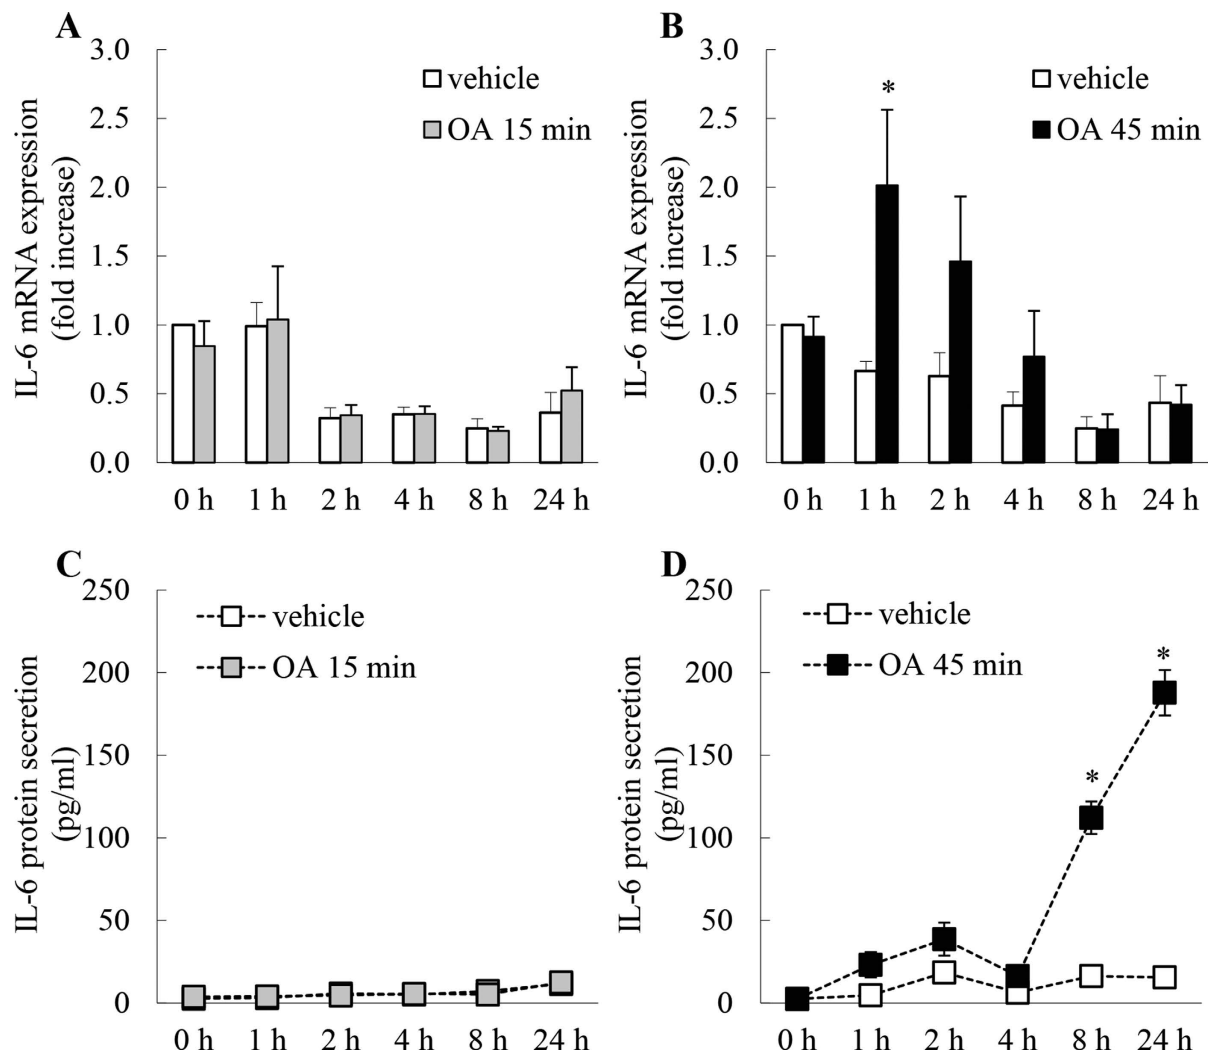 A
IL-6 mRNA expression
(fold increase)
3.0
2.5
2.0
1.5
1.0
0.5
0.0
vehicle
OA 15 min
0 h 1 h 2 h 4 h 8 h 24 h
B
IL-6 mRNA expression
(fold increase)
3.0
2.5
2.0
1.5
1.0
0.5
0.0
vehicle
OA 45 min
*
0 h 1 h 2 h 4 h 8 h 24 h
C
IL-6 protein secretion
(pg/ml)
250
200
150
100
50
0
vehicle
OA 15 min
0 h 1 h 2 h 4 h 8 h 24 h
D
IL-6 protein secretion
(pg/ml)
250
200
150
100
50
0
vehicle
OA 45 min
*
*
0 h 1 h 2 h 4 h 8 h 24 h